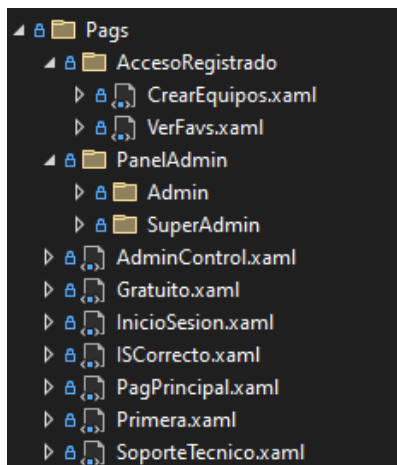 Pags
AccesoRegistrado
CrearEquipos.xaml
VerFavs.xaml
PanelAdmin
Admin
SuperAdmin
AdminControl.xaml
Gratuito.xaml
InicioSesion.xaml
ISCorrecto.xaml
PagPrincipal.xaml
Primera.xaml
SoporteTecnico.xaml